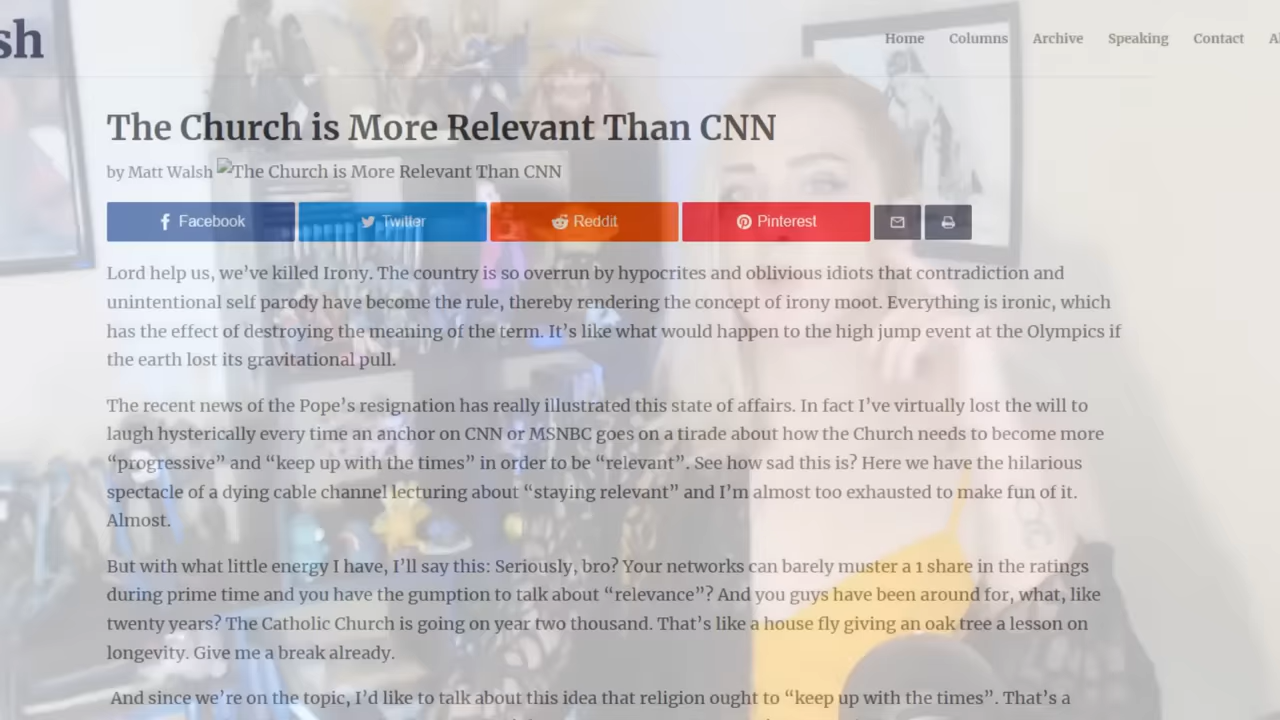 sh
Home Columns Archive Speaking Contact
The Church is More Relevant Than CNN
by Matt Walsh The Church is More Relevant Than CNN
Facebook Twitter Reddit Pinterest
Lord help us, we’ve killed Irony. The country is so overrun by hypocrites and oblivious idiots that contradiction and
unintentional self parody have become the rule, thereby rendering the concept of irony moot. Everything is ironic, which
has the effect of destroying the meaning of the term. It’s like what would happen to the high jump event at the Olympics if
the earth lost its gravitational pull.
The recent news of the Pope’s resignation has really illustrated this state of affairs. In fact I’ve virtually lost the will to
laugh hysterically every time an anchor on CNN or MSNBC goes on a tirade about how the Church needs to become more
“progressive” and “keep up with the times” in order to be “relevant”. See how sad this is? Here we have the hilarious
spectacle of a dying cable channel lecturing about “staying relevant” and I’m almost too exhausted to make fun of it.
Almost.
But with what little energy I have, I’ll say this: Seriously, bro? Your networks can barely muster a 1 share in the ratings
during prime time and you have the gumption to talk about “relevance”? And you guys have been around for, what, like
twenty years? The Catholic Church is going on year two thousand. That’s like a house fly giving an oak tree a lesson on
longevity. Give me a break already.
And since we’re on the topic, I’d like to talk about this idea that religion ought to “keep up with the times”. That’s a